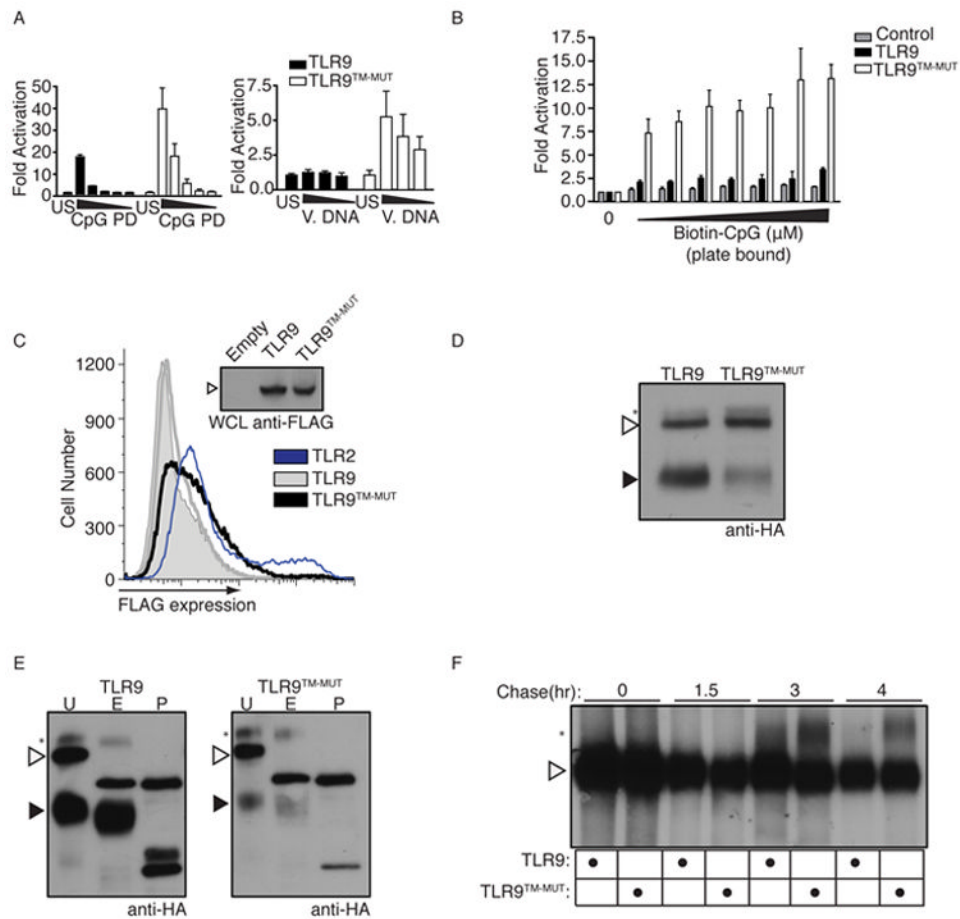 A
TLR9
TLR9TM-MUT
Fold Activation
50
40
30
20
10
0
US
CpG PD
US
CpG PD
Fold Activation
7.5
5.0
2.5
0.0
US
V. DNA
US
V. DNA
B
Control
TLR9
TLR9TM-MUT
Fold Activation
17.5
15.0
12.5
10.0
7.5
5.0
2.5
0.0
0
Biotin-CpG (µM)
(plate bound)
C
Cell Number
1200
900
600
300
0
FLAG expression
Empty
TLR9
TLR9TM-MUT
WCL anti-FLAG
TLR2
TLR9
TLR9TM-MUT
D
TLR9 TLR9TM-MUT
*
anti-HA
E
TLR9
U E P
*
anti-HA
TLR9TM-MUT
U E P
*
anti-HA
F
Chase(hr): 0 1.5 3 4
*
TLR9:
TLR9TM-MUT: